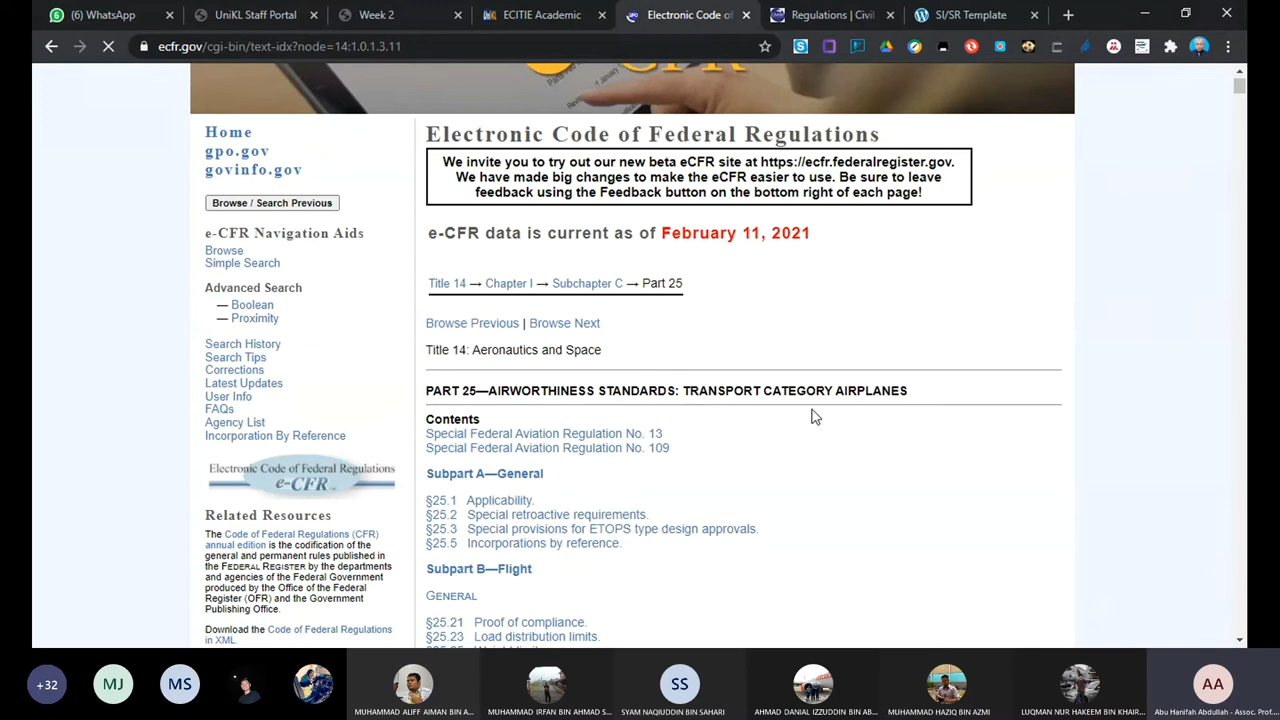 (6) WhatsApp
UniKL Staff Portal
Week 2
ECITIE Academic
Electronic Code of
Regulations | Civil
SI/SR Template
ecfr.gov/cgi-bin/text-idx?node=14:1.0.1.3.11
Home
gpo.gov
govinfo.gov
Browse / Search Previous
e-CFR Navigation Aids
Browse
Simple Search
Advanced Search
— Boolean
— Proximity
Search History
Search Tips
Corrections
Latest Updates
User Info
FAQs
Agency List
Incorporation By Reference
Electronic Code of Federal Regulations
e-CFR
Related Resources
The Code of Federal Regulations (CFR)
annual edition is the codification of the
general and permanent rules published in
the FEDERAL REGISTER by the departments
and agencies of the Federal Government
produced by the Office of the Federal
Register (OFR) and the Government
Publishing Office.
Download the Code of Federal Regulations
in XML.
Electronic Code of Federal Regulations
We invite you to try out our new beta eCFR site at https://ecfr.federalregister.gov.
We have made big changes to make the eCFR easier to use. Be sure to leave
feedback using the Feedback button on the bottom right of each page!
e-CFR data is current as of February 11, 2021
Title 14 → Chapter I → Subchapter C → Part 25
Browse Previous | Browse Next
Title 14: Aeronautics and Space
PART 25—AIRWORTHINESS STANDARDS: TRANSPORT CATEGORY AIRPLANES
Contents
Special Federal Aviation Regulation No. 13
Special Federal Aviation Regulation No. 109
Subpart A—General
§25.1 Applicability.
§25.2 Special retroactive requirements.
§25.3 Special provisions for ETOPS type design approvals.
§25.5 Incorporations by reference.
Subpart B—Flight
GENERAL
§25.21 Proof of compliance.
§25.23 Load distribution limits.
+32
MJ
MS
SS
AA
MUHAMMAD ALIFF AIMAN BIN A...
MUHAMMAD IRFAN BIN AHMAD S...
SYAM NAQIUDDIN BIN SAHARI
AHMAD DANIAL IZZUDDIN BIN AB...
MUHAMMAD HAZIQ BIN AZMI
LUQMAN NUR HAKEEM BIN KHAIR...
Abu Hanifah Abdullah - Assoc. Prof...